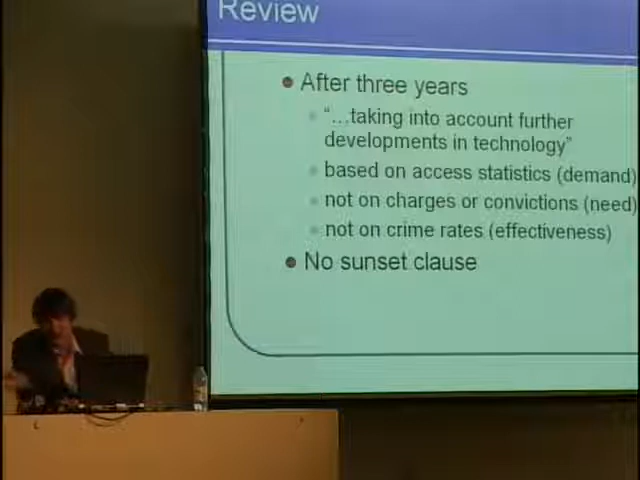 Review
After three years
"...taking into account further
developments in technology"
based on access statistics (demand)
not on charges or convictions (need)
not on crime rates (effectiveness)
No sunset clause